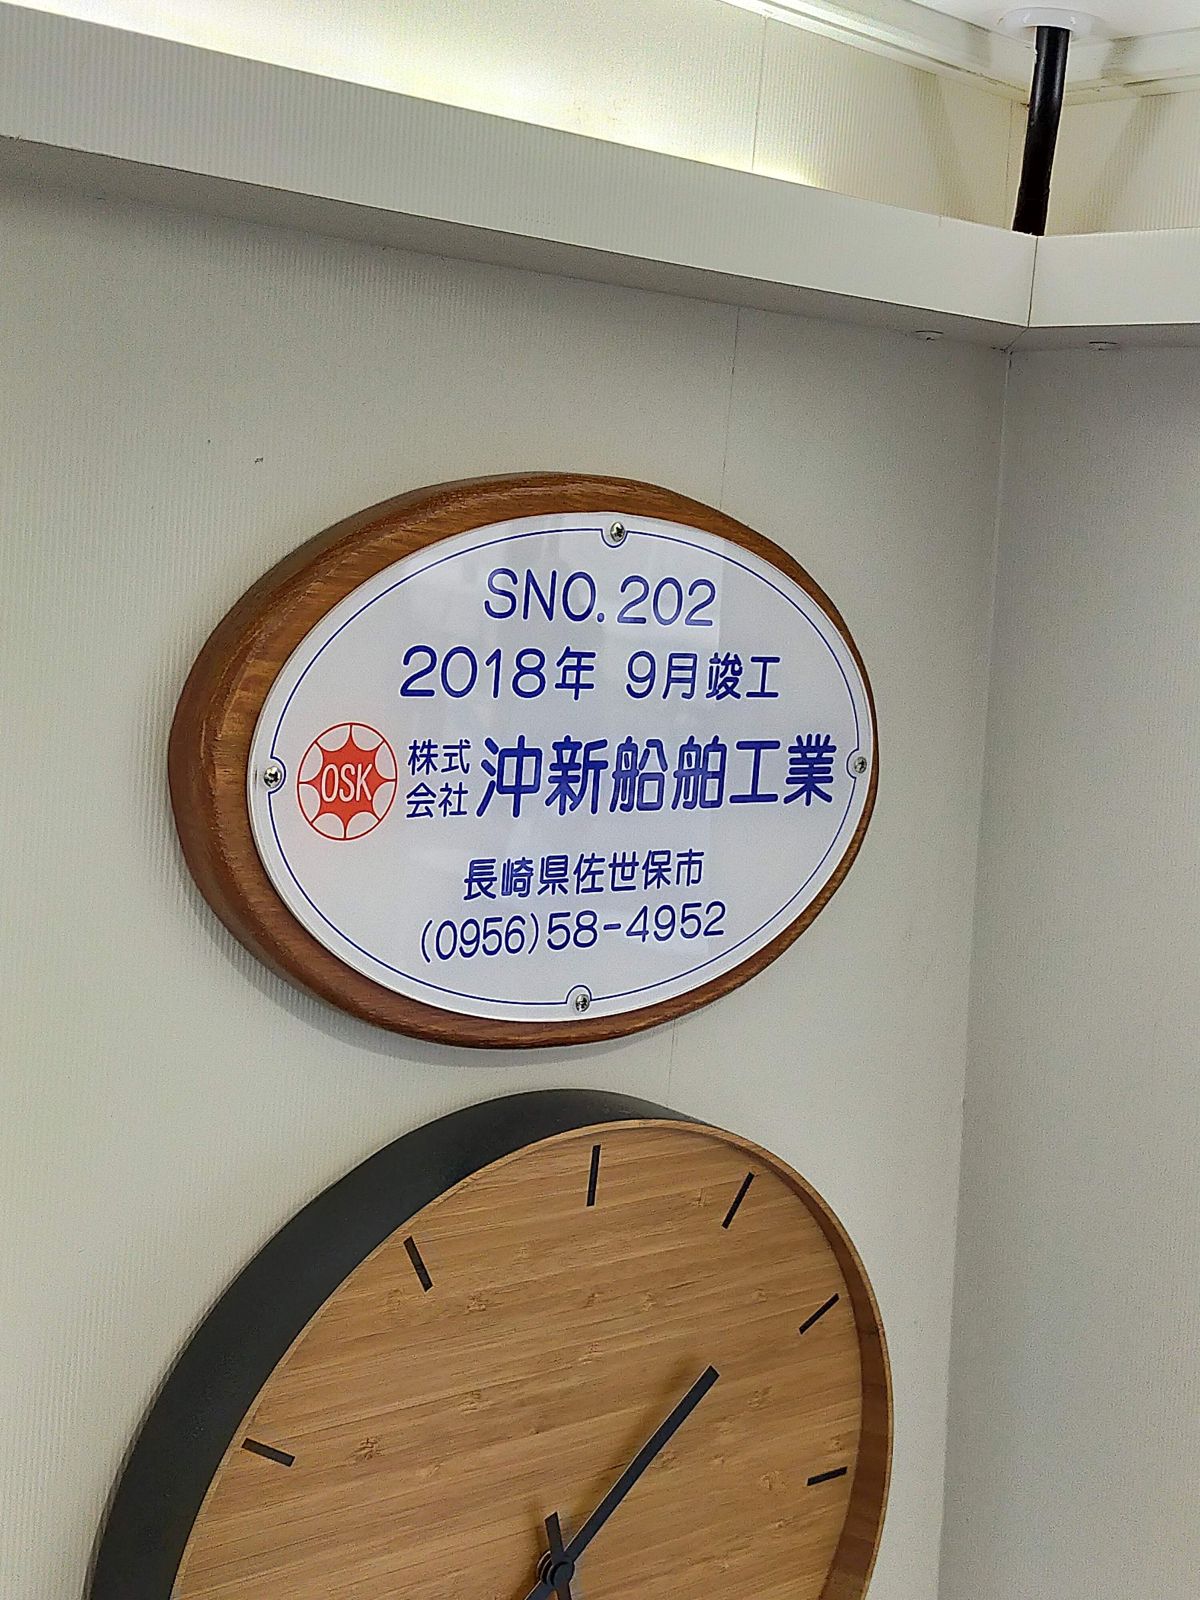 SNO. 202
2018年 9月竣工
OSK 株式会社 沖新船舶工業
長崎県佐世保市
(0956)58-4952